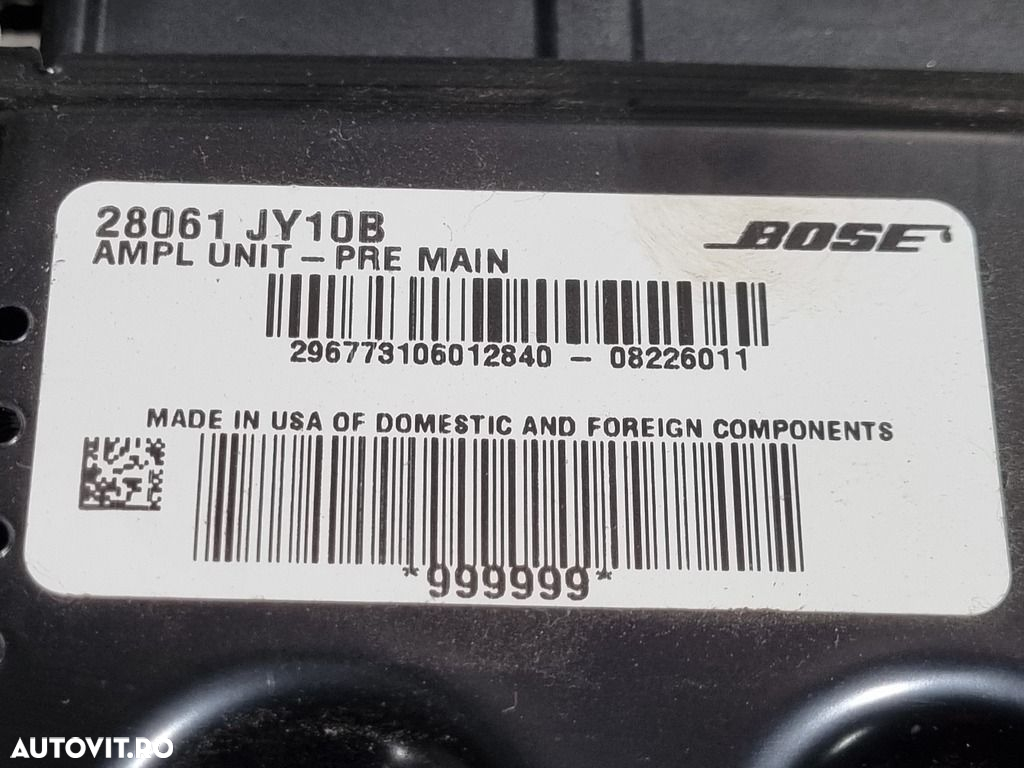 28061 JY10B
BOSE
AMPL UNIT – PRE MAIN
296773106012840 – 08226011
MADE IN USA OF DOMESTIC AND FOREIGN COMPONENTS
*999999*
AUTOVIT.RO